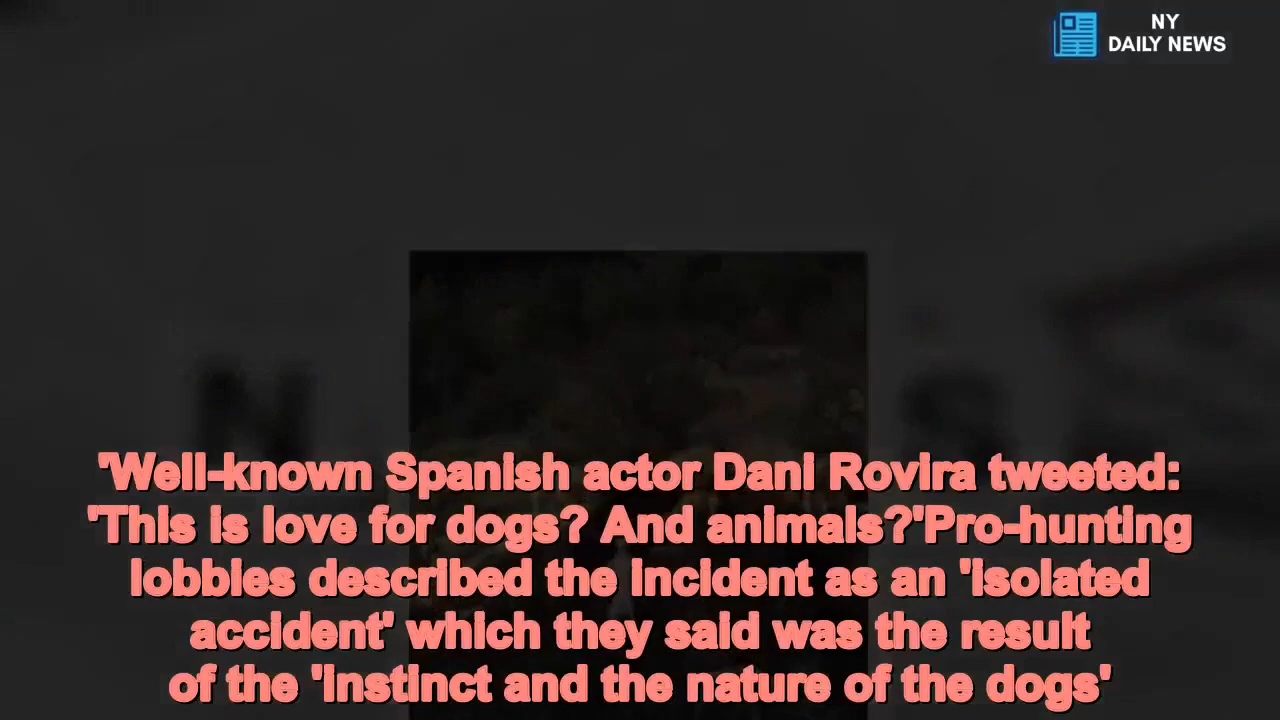 NY
DAILY NEWS
'Well-known Spanish actor Dani Rovira tweeted:
'This is love for dogs? And animals?'Pro-hunting
lobbies described the incident as an 'isolated
accident' which they said was the result
of the 'instinct and the nature of the dogs'